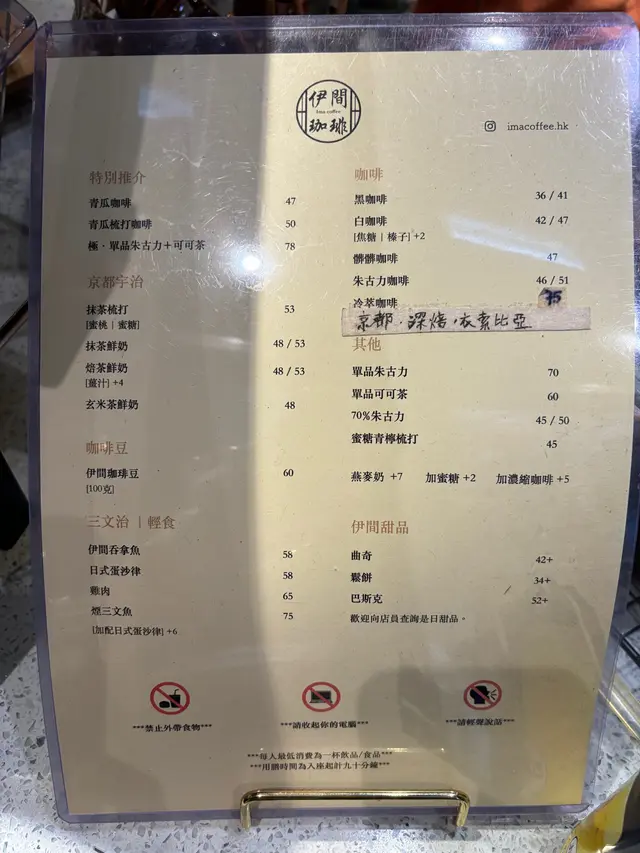 伊間
Ima coffee
珈琲
imacoffee.hk
特別推介
青瓜咖啡 47
青瓜梳打咖啡 50
極．單品朱古力＋可可茶 78
京都宇治
抹茶梳打 53
[蜜桃 | 蜜糖]
抹茶鮮奶 48 / 53
焙茶鮮奶 48 / 53
[薑汁] +4
玄米茶鮮奶 48
咖啡豆
伊間咖啡豆 60
[100克]
三文治 | 輕食
伊間吞拿魚 58
日式蛋沙律 58
雞肉 65
煙三文魚 75
[加配日式蛋沙律] +6
咖啡
黑咖啡 36 / 41
白咖啡 42 / 47
[焦糖 | 榛子] +2
髒髒咖啡 47
朱古力咖啡 46 / 51
冷萃咖啡 75
京都．深焙．衣索比亞
其他
單品朱古力 70
單品可可茶 60
70%朱古力 45 / 50
蜜糖青檸梳打 45
燕麥奶 +7 加蜜糖 +2 加濃縮咖啡 +5
伊間甜品
曲奇 42+
鬆餅 34+
巴斯克 52+
歡迎向店員查詢是日甜品。
***禁止外帶食物***
***請收起你的電腦***
***請輕聲說話***
***每人最低消費為一杯飲品/食品***
***用膳時間為入座起計九十分鐘***